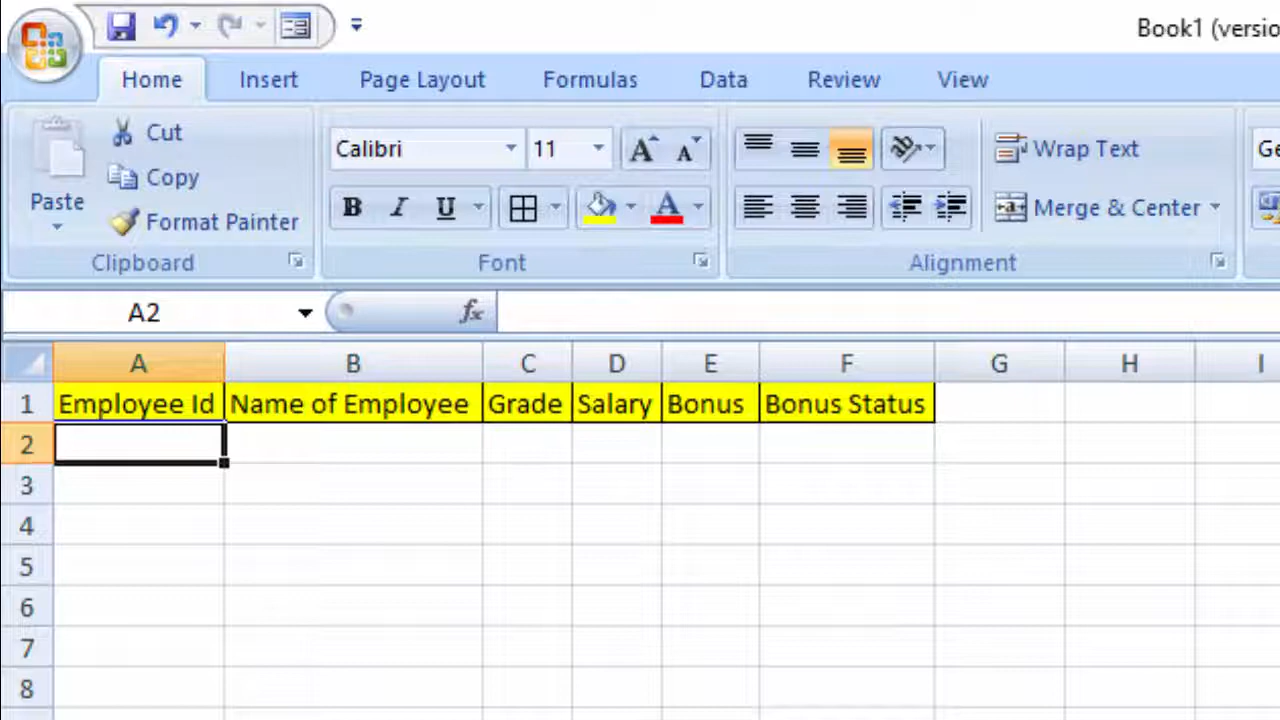 Book1 (versio
Home Insert Page Layout Formulas Data Review View
Cut
Copy
Format Painter
Paste
Clipboard
Calibri 11 A A
B I U A
Font
Wrap Text
Merge & Center
Alignment
Ge
A2 fx
A B C D E F G H I
1 Employee Id Name of Employee Grade Salary Bonus Bonus Status
2
3
4
5
6
7
8